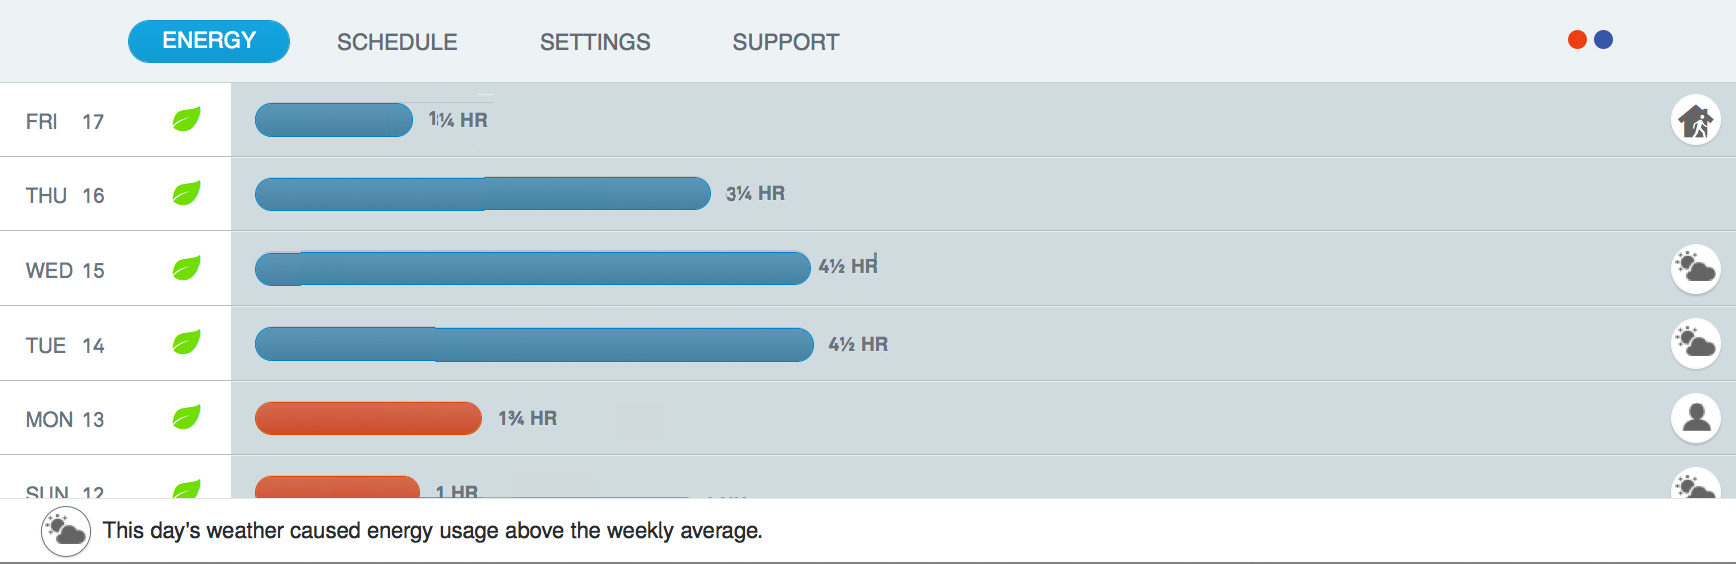 ENERGY SCHEDULE SETTINGS SUPPORT
FRI 17 1¼ HR
THU 16 3¼ HR
WED 15 4½ HR
TUE 14 4½ HR
MON 13 1¾ HR
SUN 12 1 HR
This day's weather caused energy usage above the weekly average.